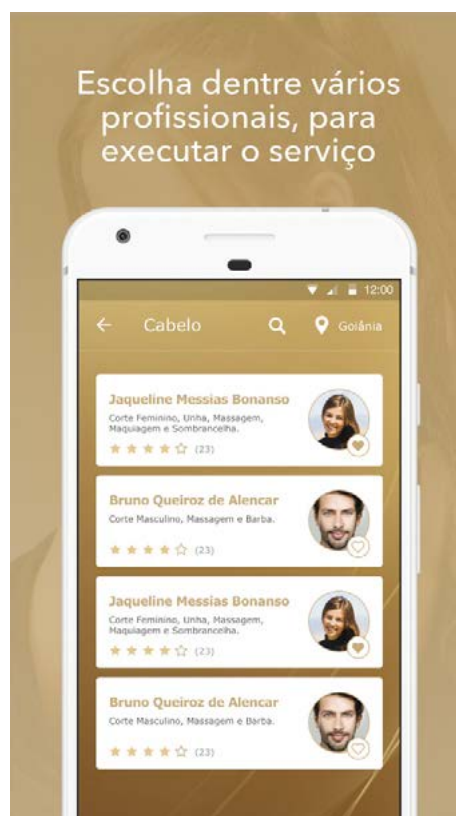 Escolha dentre vários
profissionais, para
executar o serviço
12:00
Cabelo
Goiânia
Jaqueline Messias Bonanso
Corte Feminino, Unha, Massagem,
Maquiagem e Sombrancelha.
(23)
Bruno Queiroz de Alencar
Corte Masculino, Massagem e Barba.
(23)
Jaqueline Messias Bonanso
Corte Feminino, Unha, Massagem,
Maquiagem e Sombrancelha.
(23)
Bruno Queiroz de Alencar
Corte Masculino, Massagem e Barba.
(23)